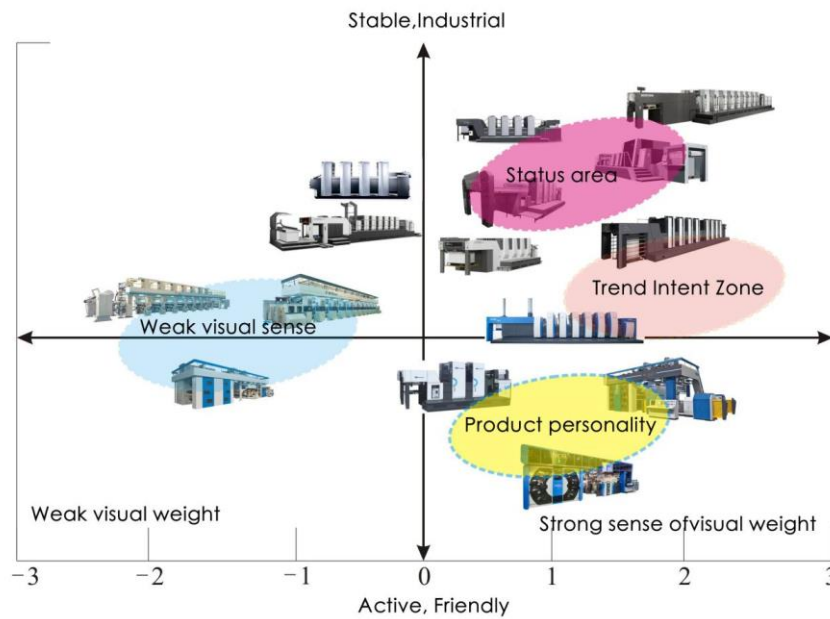 Stable,Industrial
Status area
Trend Intent Zone
Weak visual sense
Product personality
Weak visual weight
Strong sense ofvisual weight
−3
−2
−1
0
1
2
3
Active, Friendly